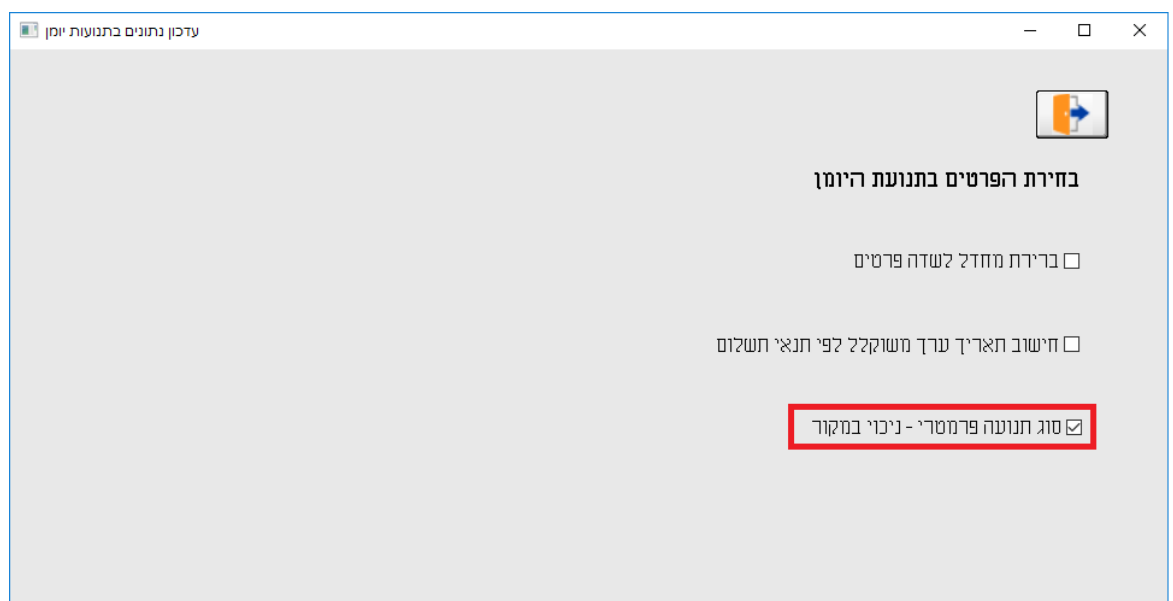 עדכון נתונים בתנועות יומן
בחירת הפרטים בתנועת היומן
ברירת מחדל לשדה פרטים
חישוב תאריך ערך משוקלל לפי תנאי תשלום
סוג תנועה פרמטרי - ניכוי במקור